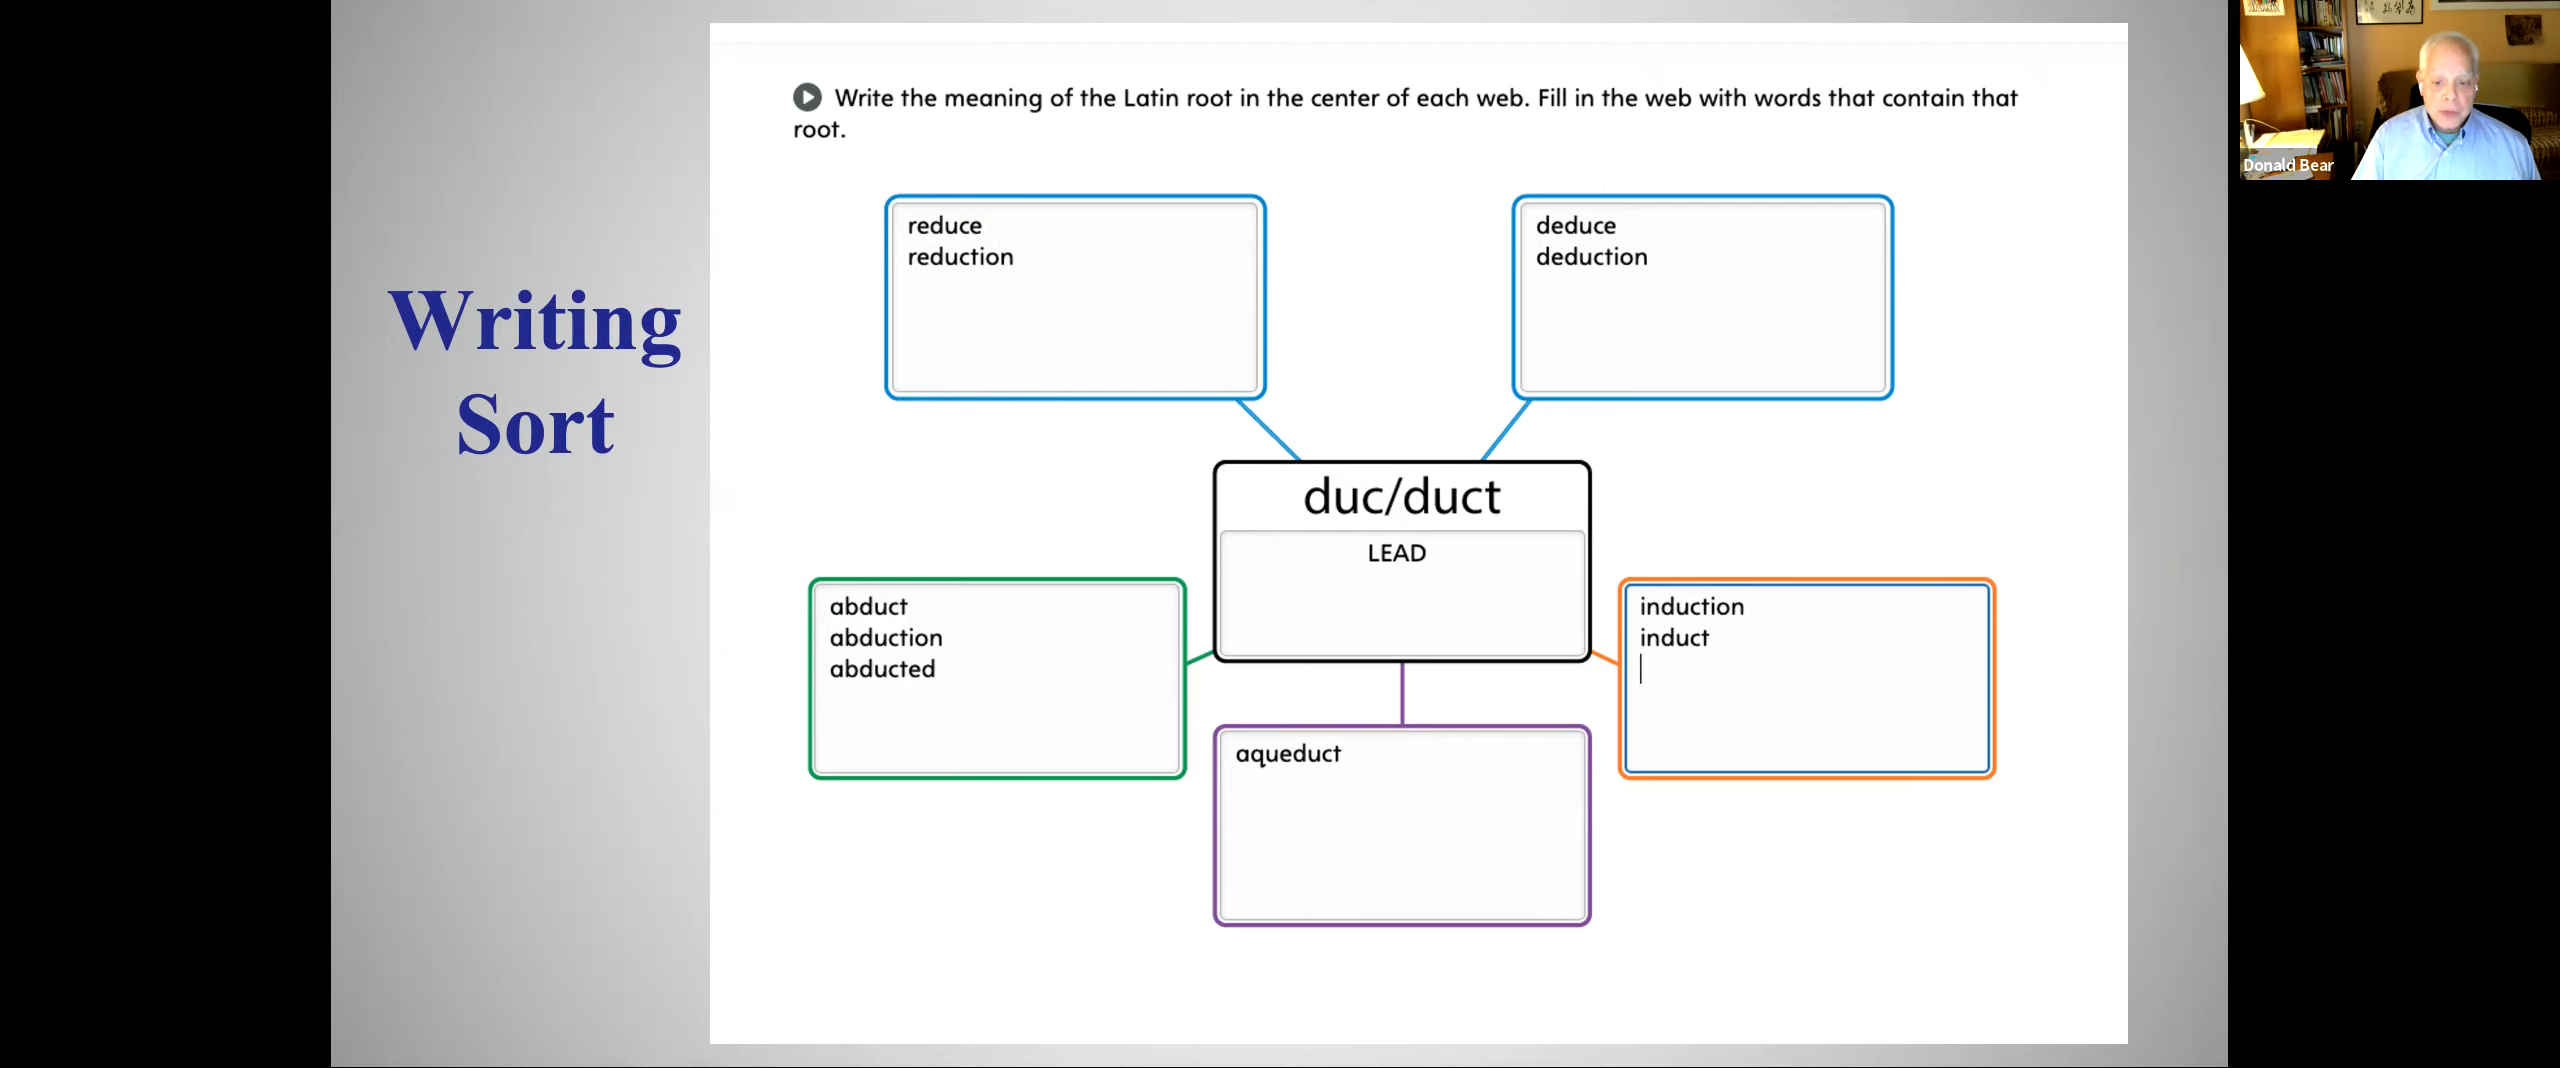 Writing
Sort
Write the meaning of the Latin root in the center of each web. Fill in the web with words that contain that
root.
reduce
reduction
deduce
deduction
duc/duct
LEAD
abduct
abduction
abducted
induction
induct
aqueduct
Donald Bear